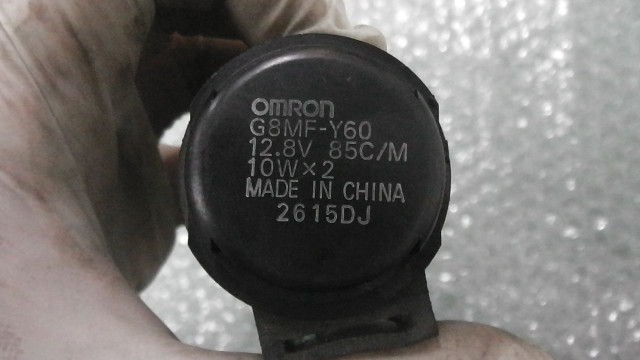 omron
G8MF-Y60
12.8V 85C/M
10W×2
MADE IN CHINA
2615DJ